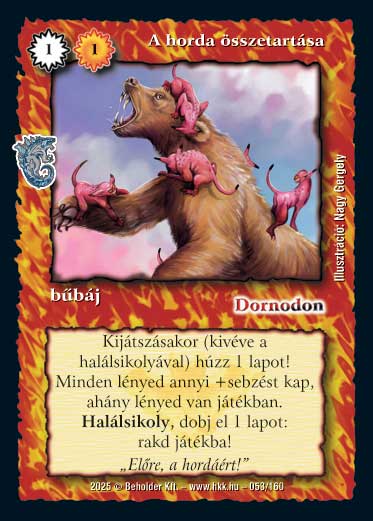 1 1 A horda összetartása
Illusztráció: Nagy Gergely
bűbáj
Dornodon
Kijátszásakor (kivéve a
halálsikolyával) húzz 1 lapot!
Minden lényed annyi +sebzést kap,
ahány lényed van játékban.
Halálsikoly, dobj el 1 lapot:
rakd játékba!
„Előre, a hordáért!”
2025 © Beholder Kft. – www.hkk.hu – 053/160